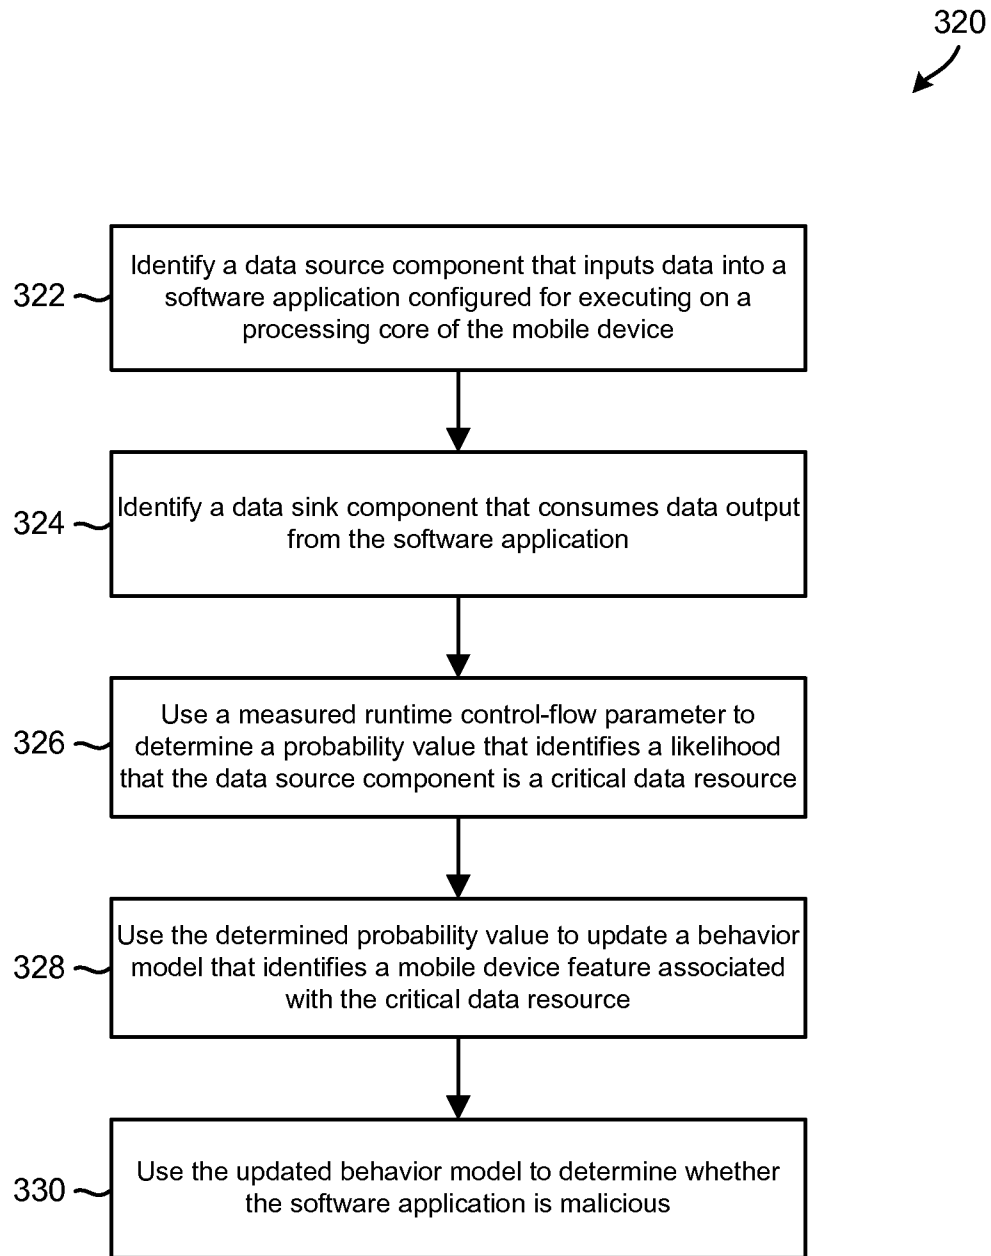 320
322
Identify a data source component that inputs data into a
software application configured for executing on a
processing core of the mobile device
324
Identify a data sink component that consumes data output
from the software application
326
Use a measured runtime control-flow parameter to
determine a probability value that identifies a likelihood
that the data source component is a critical data resource
328
Use the determined probability value to update a behavior
model that identifies a mobile device feature associated
with the critical data resource
330
Use the updated behavior model to determine whether
the software application is malicious